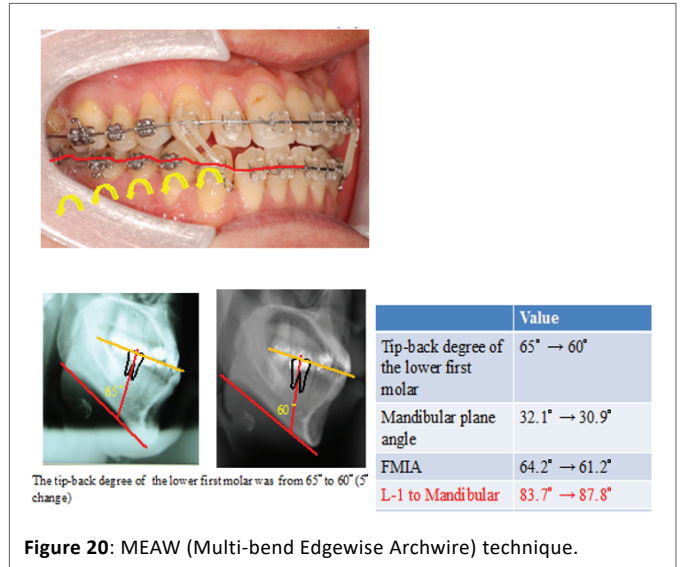 65°
60°
The tip-back degree of the lower first molar was from 65° to 60° (5°
change)
Value
Tip-back degree of
the lower first
molar
65° → 60°
Mandibular plane
angle
32.1° → 30.9°
FMIA
64.2° → 61.2°
L-1 to Mandibular
83.7° → 87.8°
Figure 20: MEAW (Multi-bend Edgewise Archwire) technique.